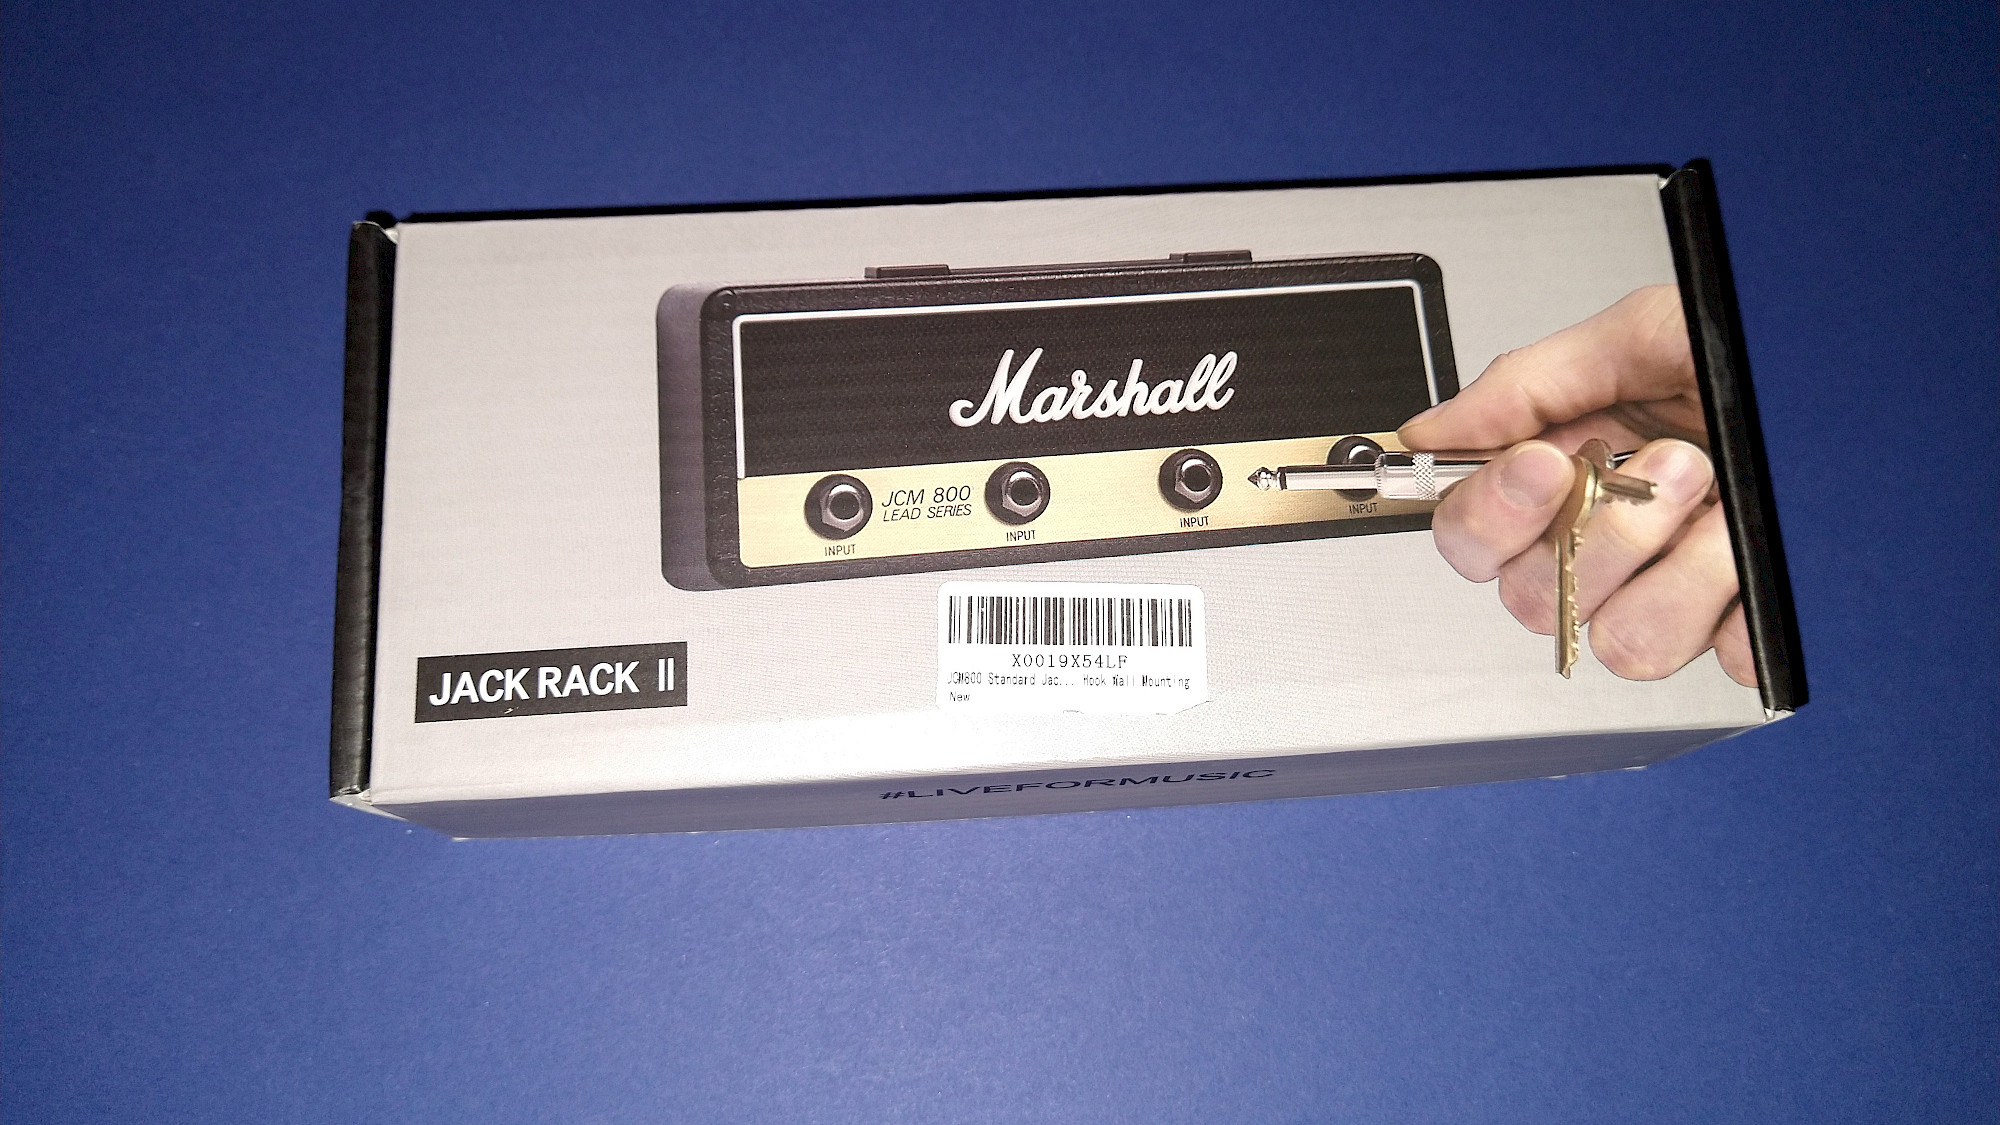 Marshall
JCM 800
LEAD SERIES
INPUT
INPUT
INPUT
INPUT
JACK RACK II
X0019X54LF
JCM800 Standard Jac... Hook Wall Mounting
New
#LIVEFORMUSIC